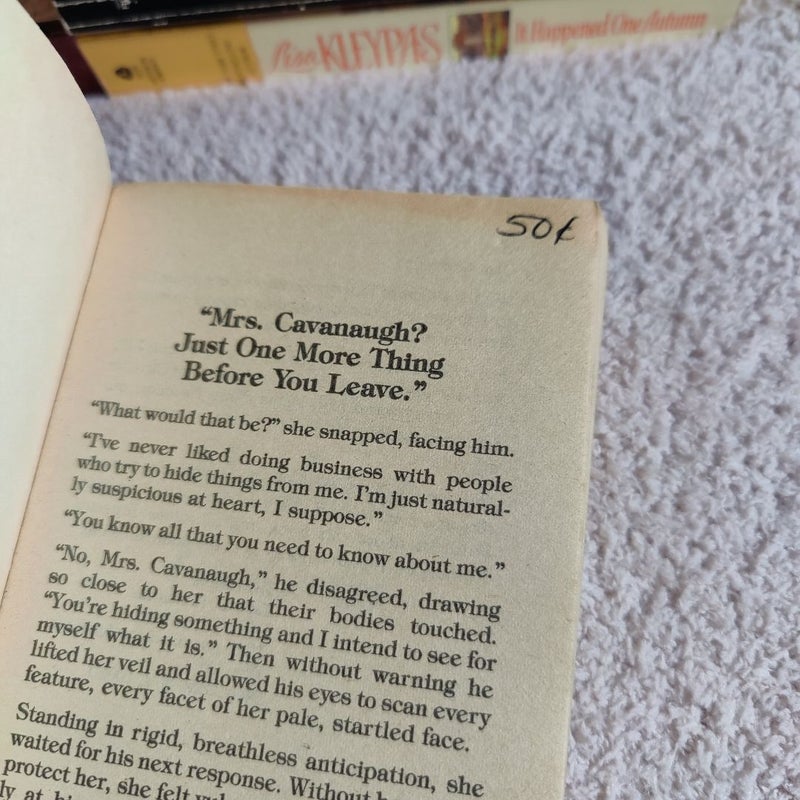 Lisa KLEYPAS It Happened One Autumn
50¢
“Mrs. Cavanaugh?
Just One More Thing
Before You Leave.”
“What would that be?” she snapped, facing him.
“I’ve never liked doing business with people
who try to hide things from me. I’m just natural-
ly suspicious at heart, I suppose.”
“You know all that you need to know about me.”
“No, Mrs. Cavanaugh,” he disagreed, drawing
so close to her that their bodies touched.
“You’re hiding something and I intend to see for
myself what it is.” Then without warning he
lifted her veil and allowed his eyes to scan every
feature, every facet of her pale, startled face.
Standing in rigid, breathless anticipation, she
waited for his next response. Without
protect her, she felt
ly at